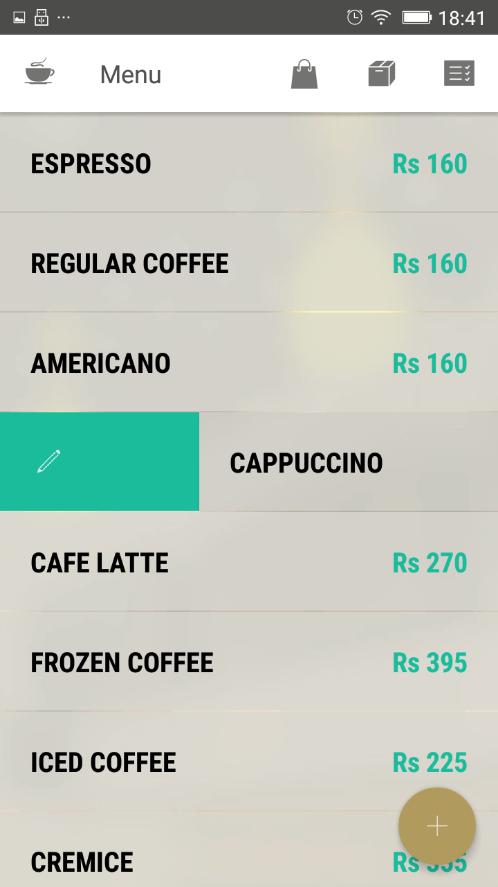 18:41
Menu
ESPRESSO Rs 160
REGULAR COFFEE Rs 160
AMERICANO Rs 160
CAPPUCCINO
CAFE LATTE Rs 270
FROZEN COFFEE Rs 395
ICED COFFEE Rs 225
CREMICE Rs